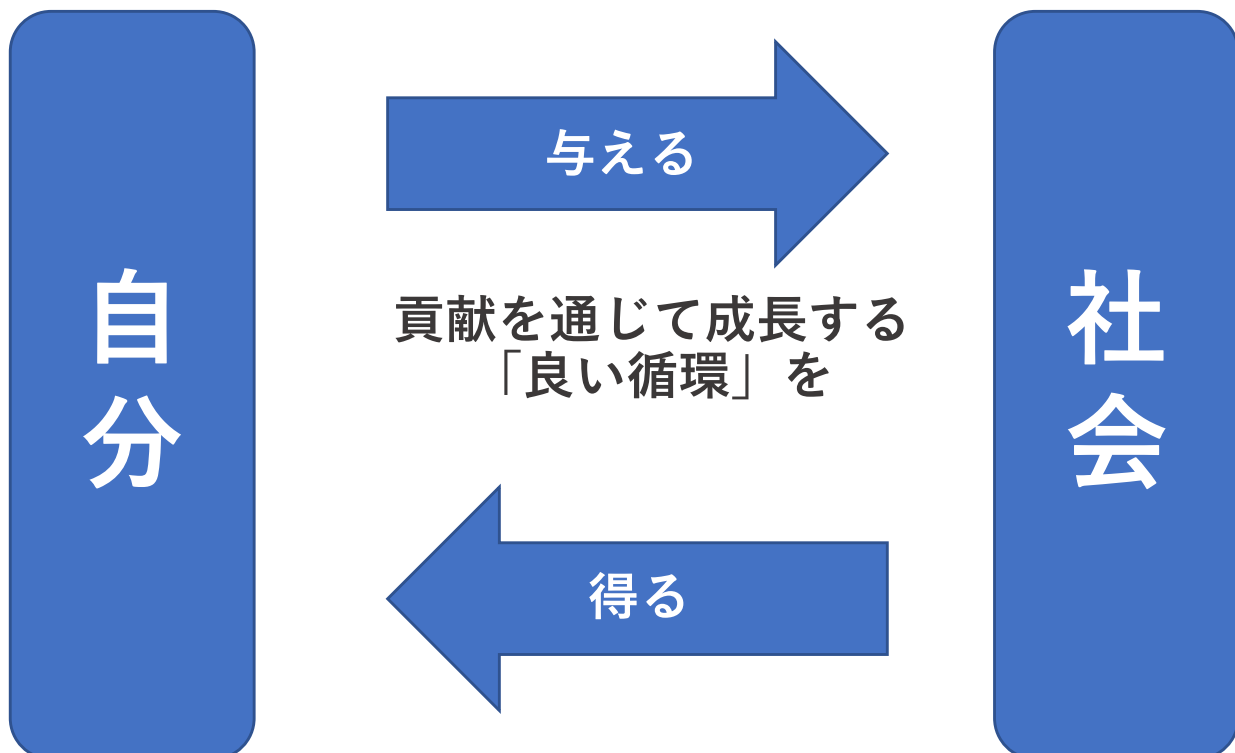 自分
与える
貢献を通じて成長する
「良い循環」を
得る
社会